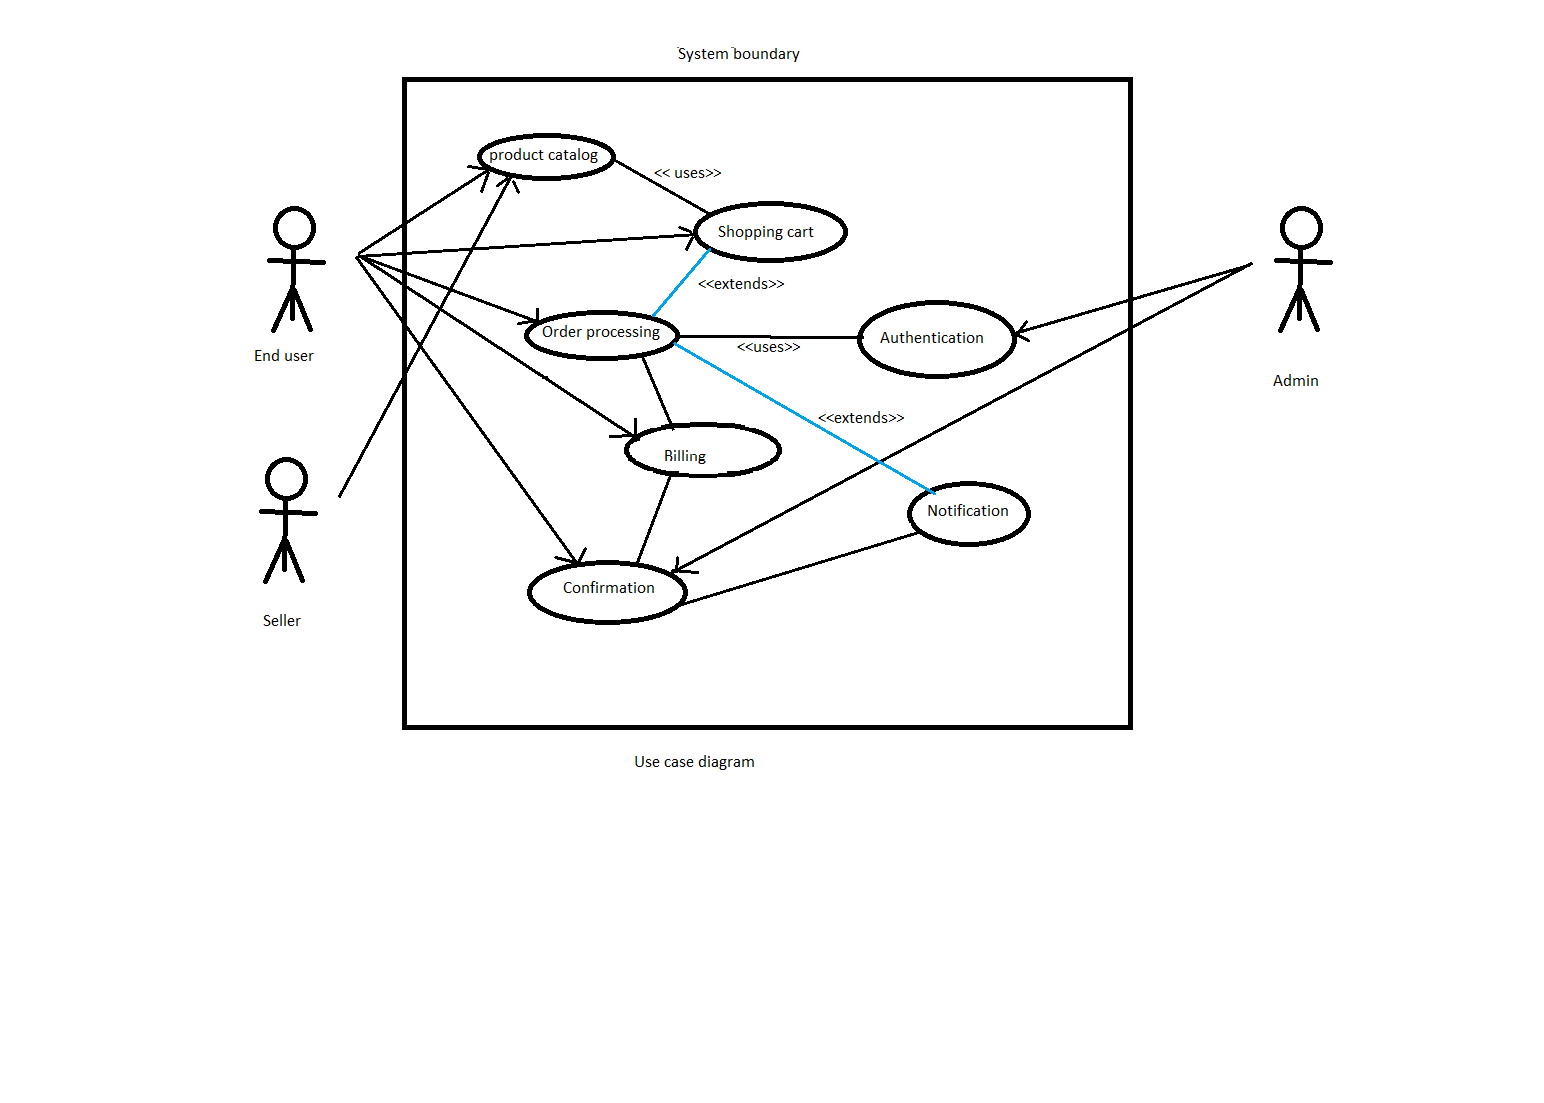 System boundary
product catalog
<< uses>>
Shopping cart
<<extends>>
Order processing
<<uses>>
Authentication
End user
Admin
<<extends>>
Billing
Notification
Confirmation
Seller
Use case diagram